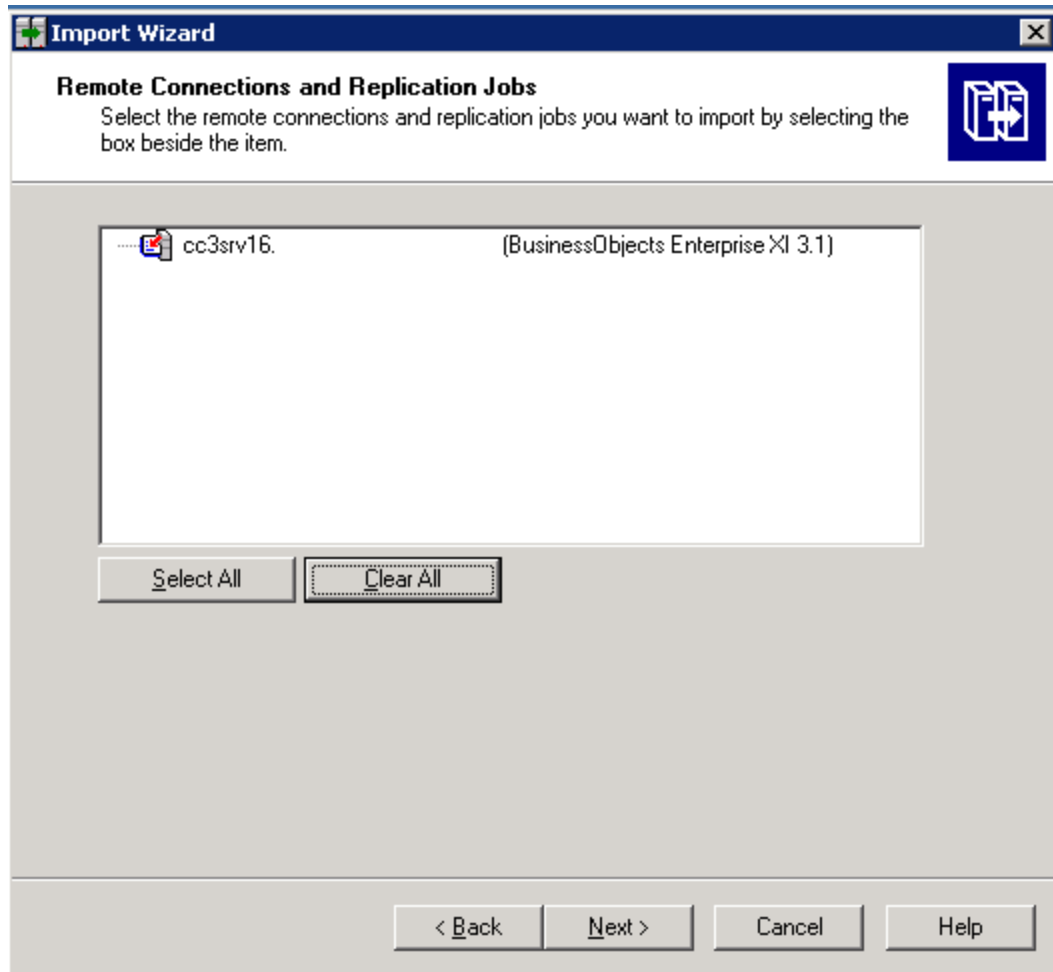 Import Wizard
Remote Connections and Replication Jobs
Select the remote connections and replication jobs you want to import by selecting the
box beside the item.
cc3srv16. (BusinessObjects Enterprise XI 3.1)
Select All Clear All
< Back Next > Cancel Help